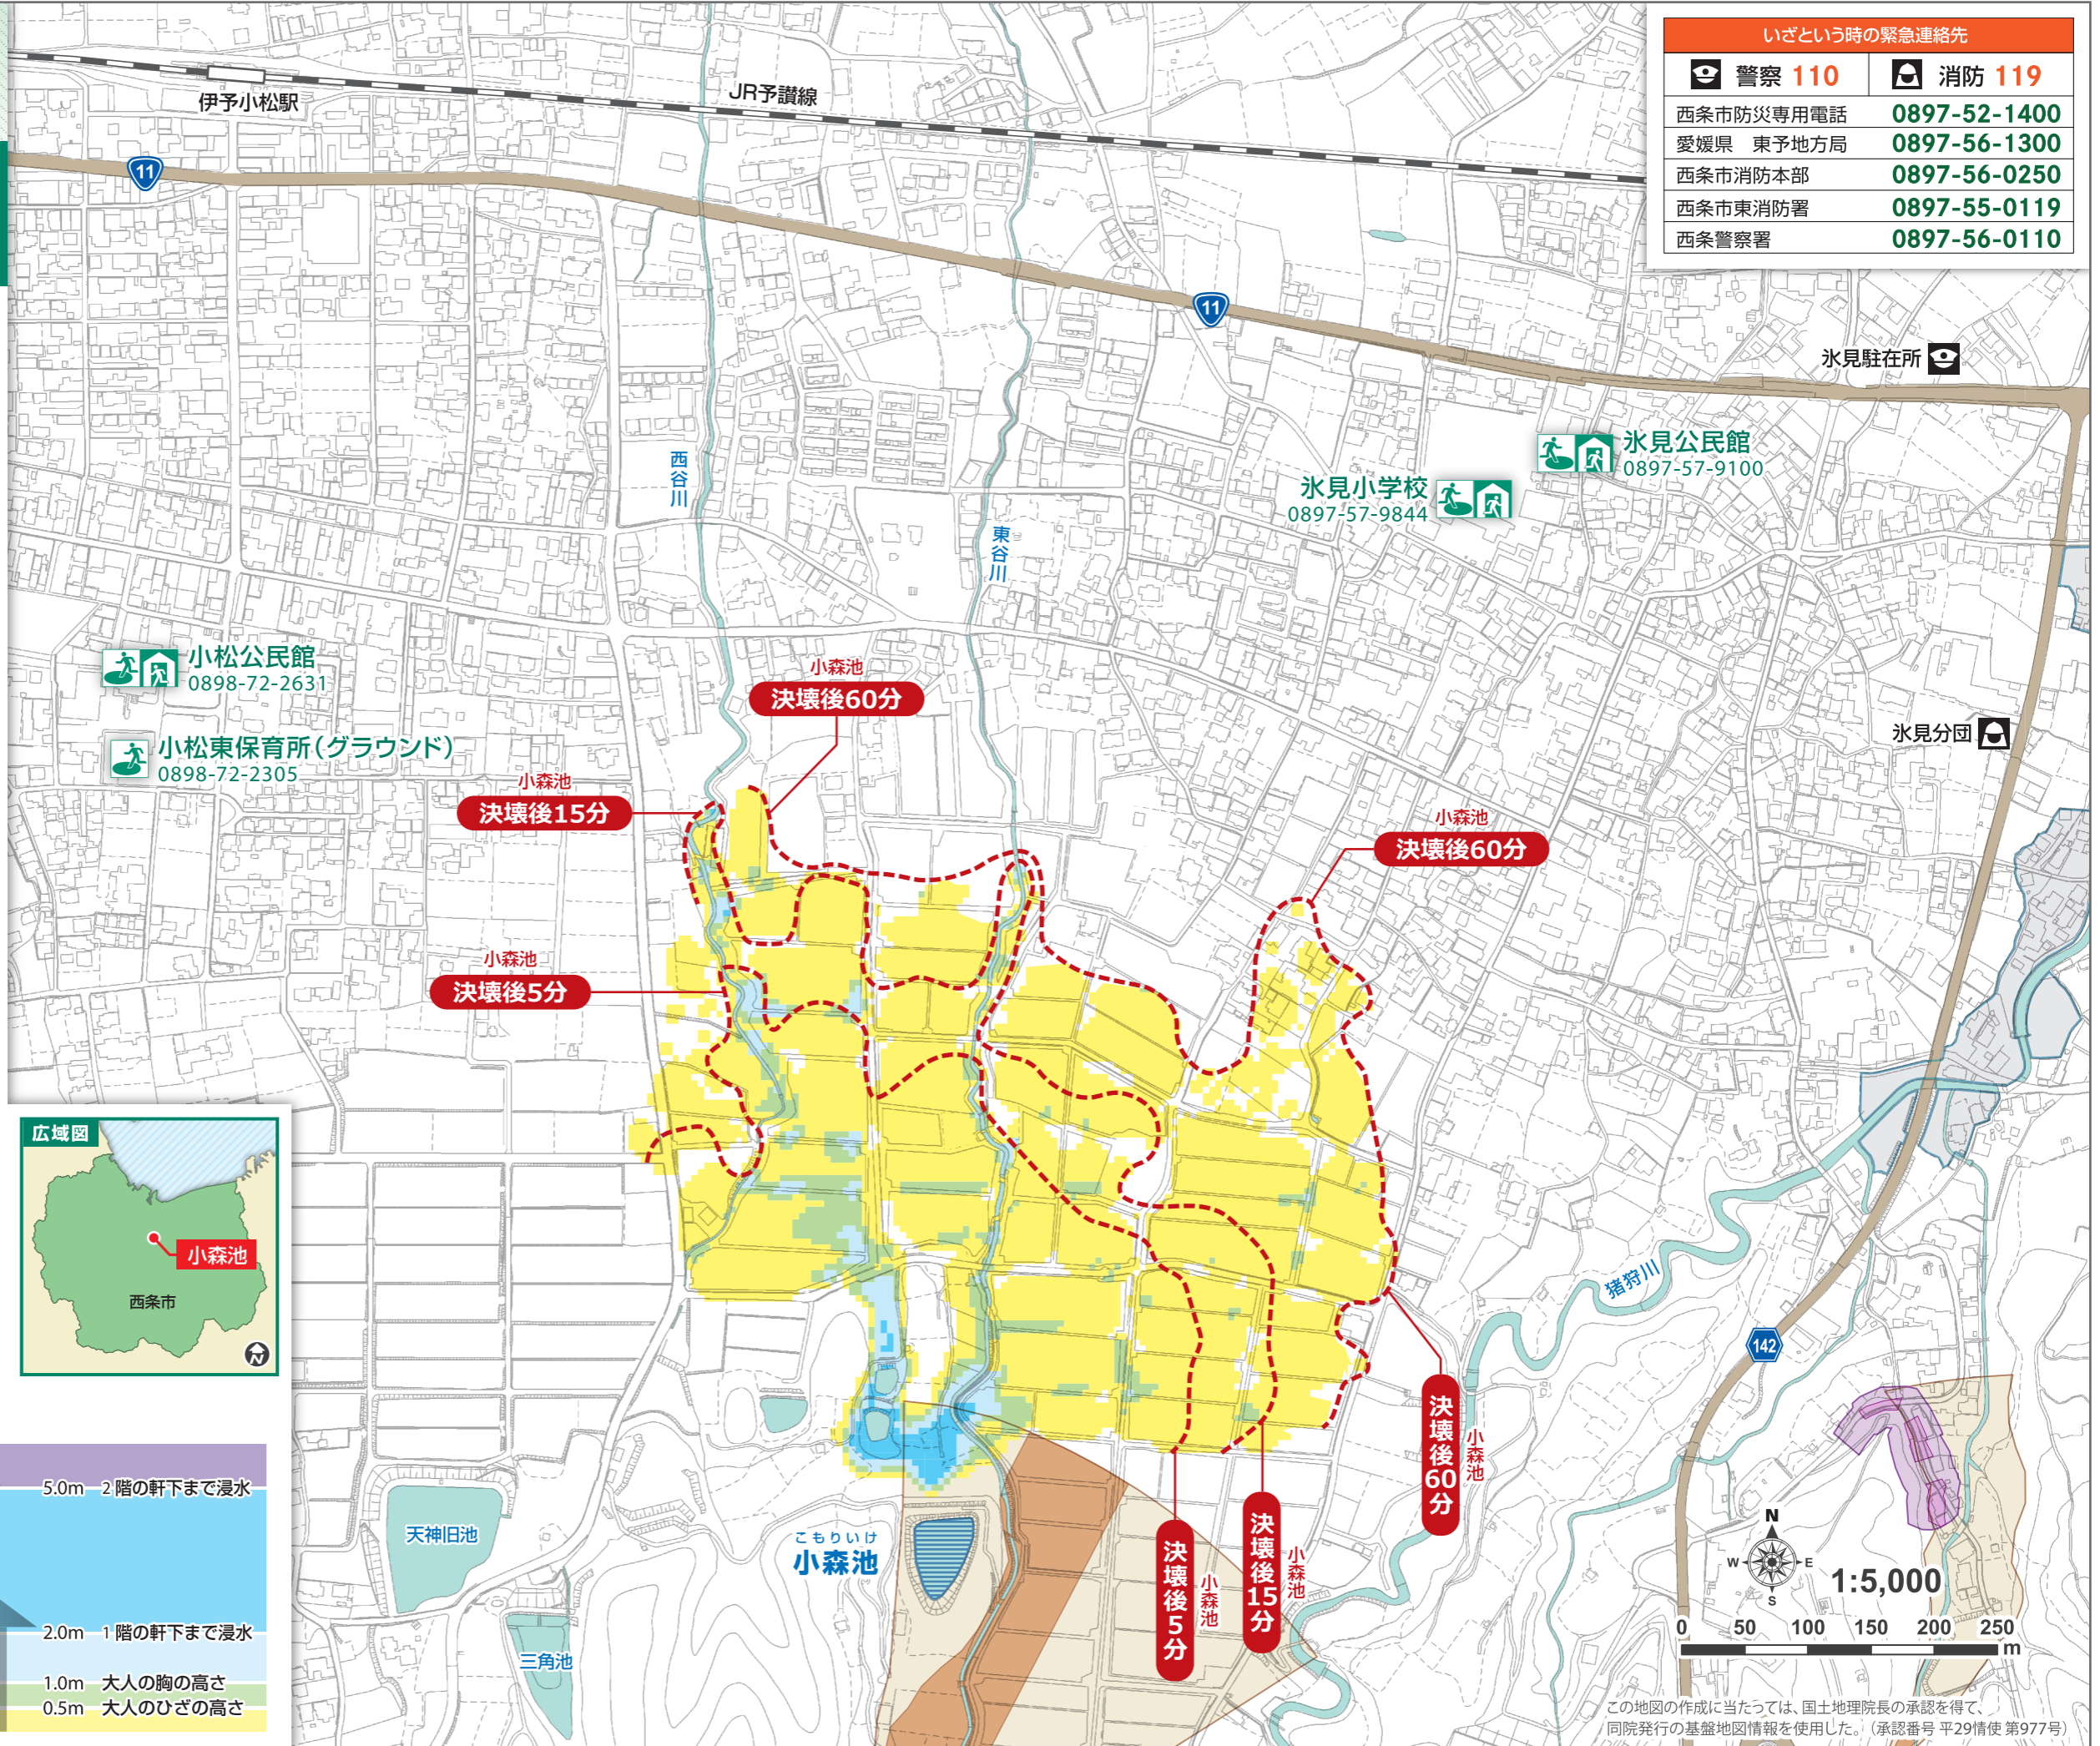 いざという時の緊急連絡先
警察 110
消防 119
西条市防災専用電話 0897-52-1400
愛媛県 東予地方局 0897-56-1300
西条市消防本部 0897-56-0250
西条市東消防署 0897-55-0119
西条警察署 0897-56-0110
伊予小松駅
JR予讃線
11
11
氷見駐在所
氷見公民館
0897-57-9100
氷見小学校
0897-57-9844
西谷川
東谷川
小松公民館
0898-72-2631
小松東保育所（グラウンド）
0898-72-2305
氷見分団
小森池
決壊後60分
小森池
決壊後15分
小森池
決壊後60分
小森池
決壊後5分
広域図
小森池
西条市
N
猪狩川
142
決壊後60分
小森池
5.0m 2階の軒下まで浸水
2.0m 1階の軒下まで浸水
1.0m 大人の胸の高さ
0.5m 大人のひざの高さ
天神旧池
三角池
こもりいけ
小森池
決壊後5分
小森池
決壊後15分
小森池
N
W E
S
1:5,000
0 50 100 150 200 250
m
この地図の作成に当たっては、国土地理院長の承認を得て、
同院発行の基盤地図情報を使用した。（承認番号 平29情使 第977号）